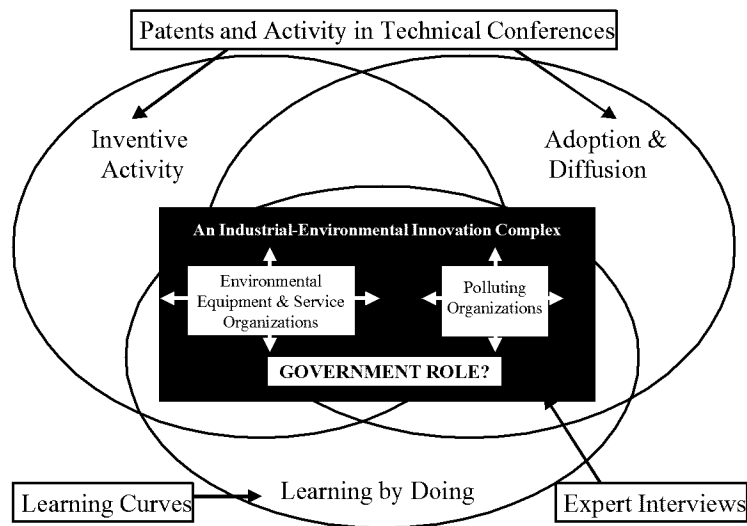 Patents and Activity in Technical Conferences
Inventive
Activity
Adoption &
Diffusion
An Industrial-Environmental Innovation Complex
Environmental
Equipment & Service
Organizations
Polluting
Organizations
GOVERNMENT ROLE?
Learning Curves
Learning by Doing
Expert Interviews